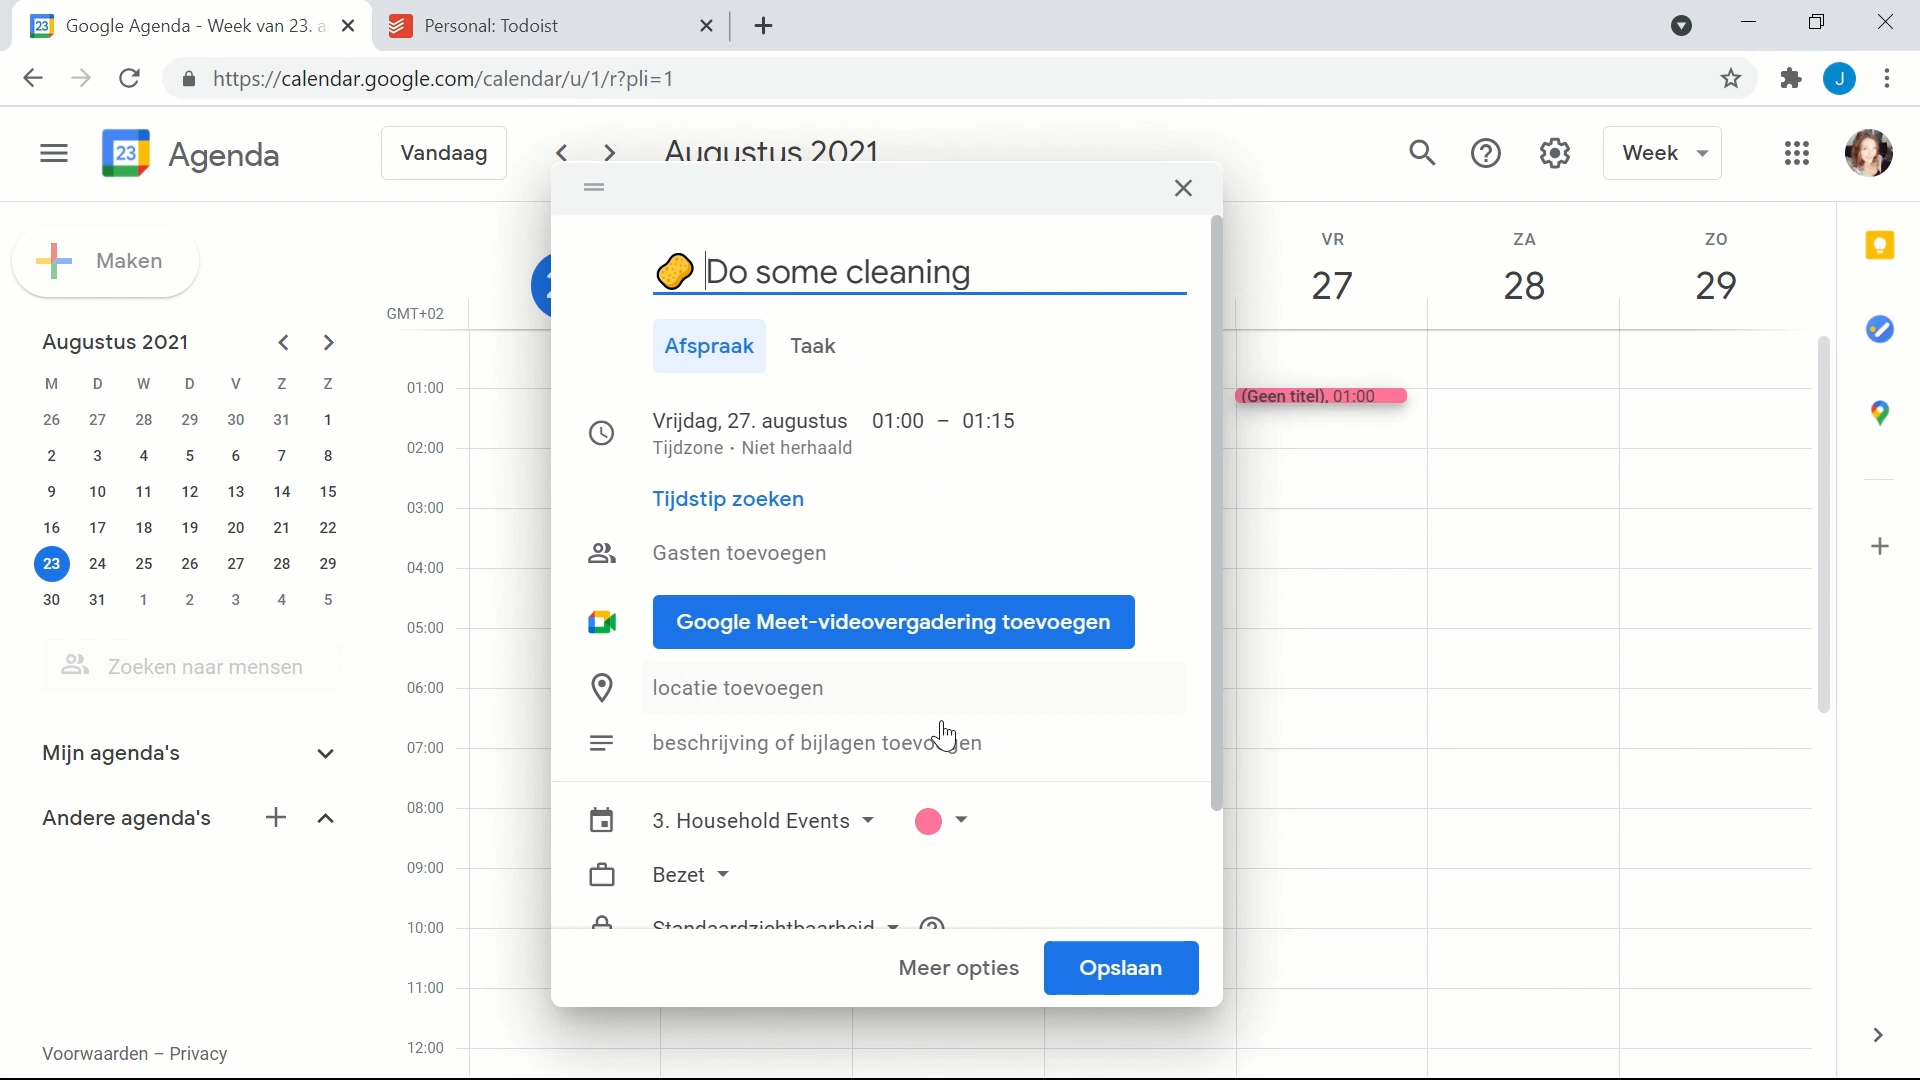 Google Agenda - Week van 23. a
Personal: Todoist
https://calendar.google.com/calendar/u/1/r?pli=1
J
23 Agenda
Vandaag
Augustus 2021
Week
Maken
🧽 Do some cleaning
VR
ZA
ZO
27
28
29
GMT+02
Afspraak Taak
Augustus 2021
M D W D V Z Z
26 27 28 29 30 31 1
2 3 4 5 6 7 8
9 10 11 12 13 14 15
16 17 18 19 20 21 22
23 24 25 26 27 28 29
30 31 1 2 3 4 5
01:00
02:00
03:00
04:00
05:00
06:00
07:00
08:00
09:00
10:00
11:00
12:00
(Geen titel), 01:00
Vrijdag, 27. augustus 01:00 – 01:15
Tijdzone · Niet herhaald
Tijdstip zoeken
Gasten toevoegen
Google Meet-videovergadering toevoegen
locatie toevoegen
beschrijving of bijlagen toevoegen
3. Household Events
Bezet
Standaardzichtbaarheid
Meer opties
Opslaan
Zoeken naar mensen
Mijn agenda's
Andere agenda's
Voorwaarden – Privacy